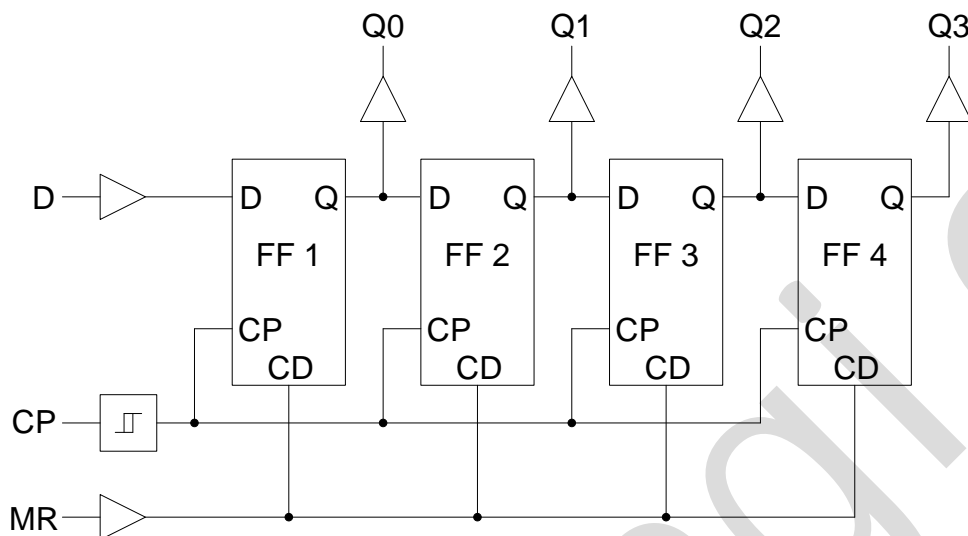 Q0 Q1 Q2 Q3
D D Q D Q D Q D Q
FF 1 FF 2 FF 3 FF 4
CP CP CP CP
CD CD CD CD
CP
MR